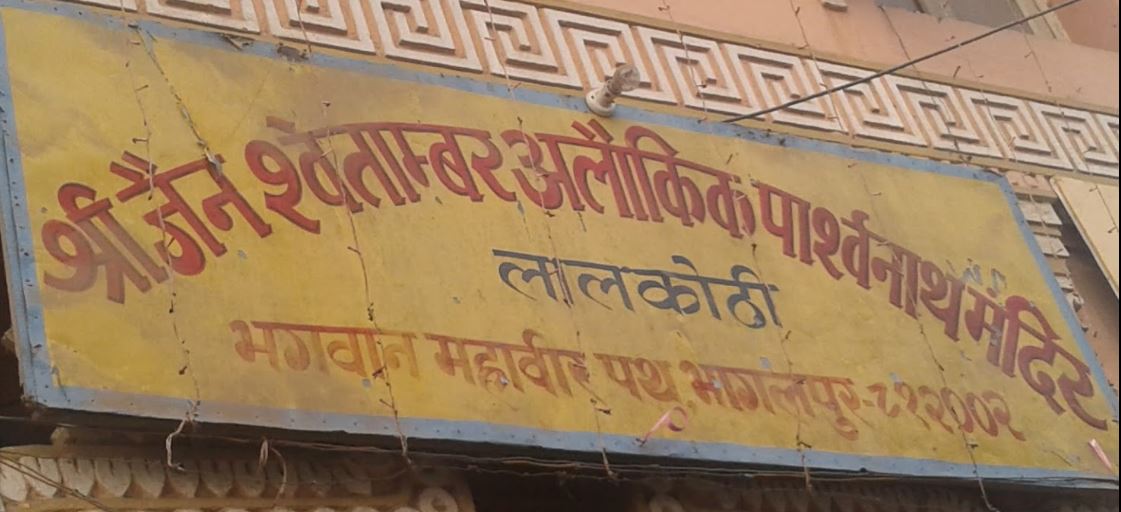 श्री जैन श्वेताम्बर अलौकिक पार्श्वनाथ मंदिर
लालकोठी
भगवान महावीर पथ, भागलपुर-८१२००२